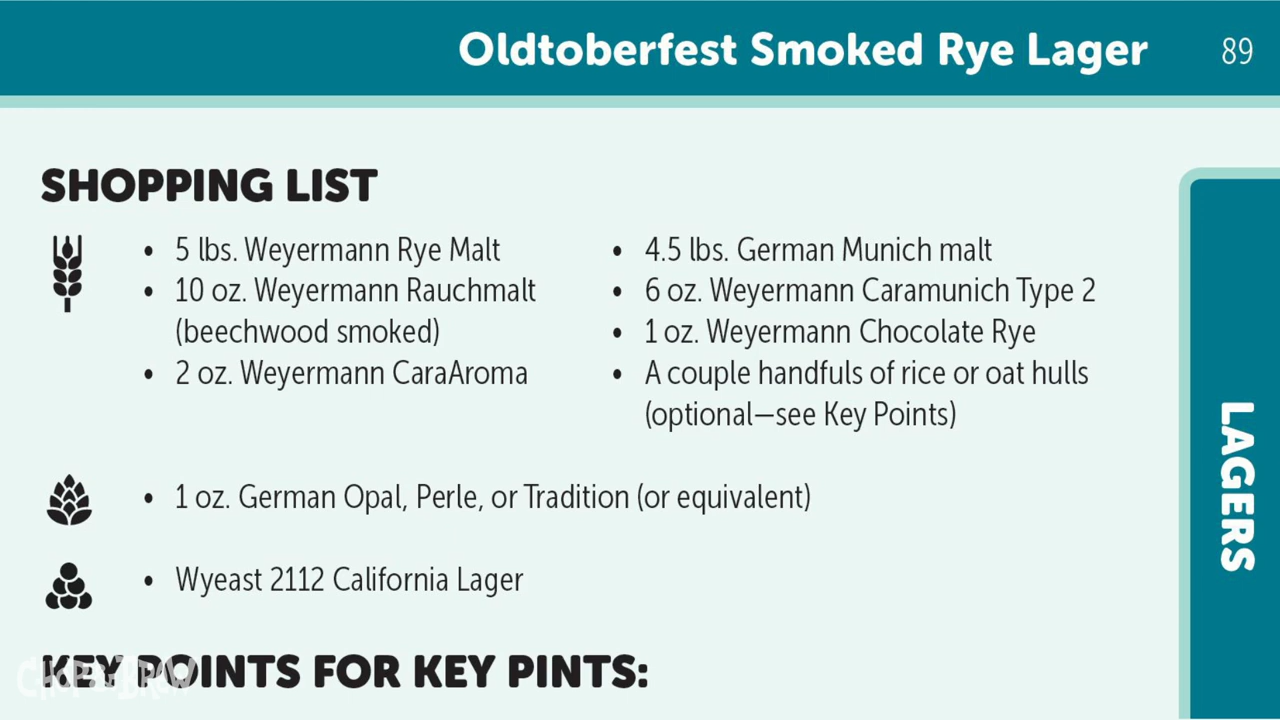 Oldtoberfest Smoked Rye Lager 89
SHOPPING LIST
• 5 lbs. Weyermann Rye Malt
• 10 oz. Weyermann Rauchmalt
(beechwood smoked)
• 2 oz. Weyermann CaraAroma
• 4.5 lbs. German Munich malt
• 6 oz. Weyermann Caramunich Type 2
• 1 oz. Weyermann Chocolate Rye
• A couple handfuls of rice or oat hulls
(optional—see Key Points)
• 1 oz. German Opal, Perle, or Tradition (or equivalent)
• Wyeast 2112 California Lager
KEY POINTS FOR KEY PINTS:
LAGERS
CHOP & BREW